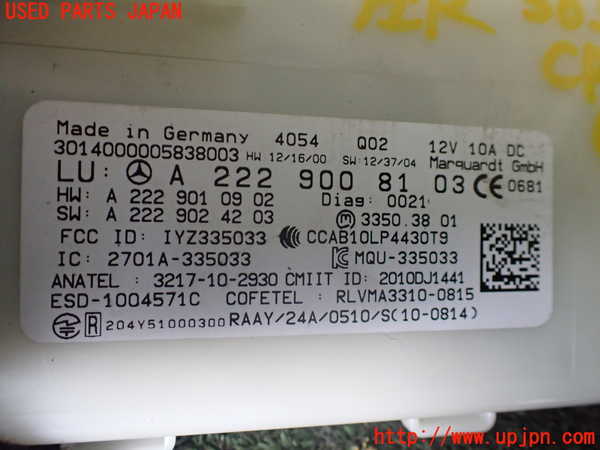 USED PARTS JAPAN
Made in Germany 4054 Q02 12V 10A DC
3014000005838003 HW 12/16/00 SW:12/37/04 Marquardt GmbH
LU: A 222 900 81 03 CE 0681
HW: A 222 901 09 02 Diag: 0021
SW: A 222 902 42 03 M 3350.3801
FCC ID: IYZ335033 CCAB10LP4430T9
IC: 2701A-335033 MQU-335033
ANATEL : 3217-10-2930 CMIIT ID: 2010DJ1441
ESD-1004571C COFETEL: RLVMA3310-0815
R 204Y51000300 RAAY/24A/0510/S(10-0814)
http://www.upjpn.com